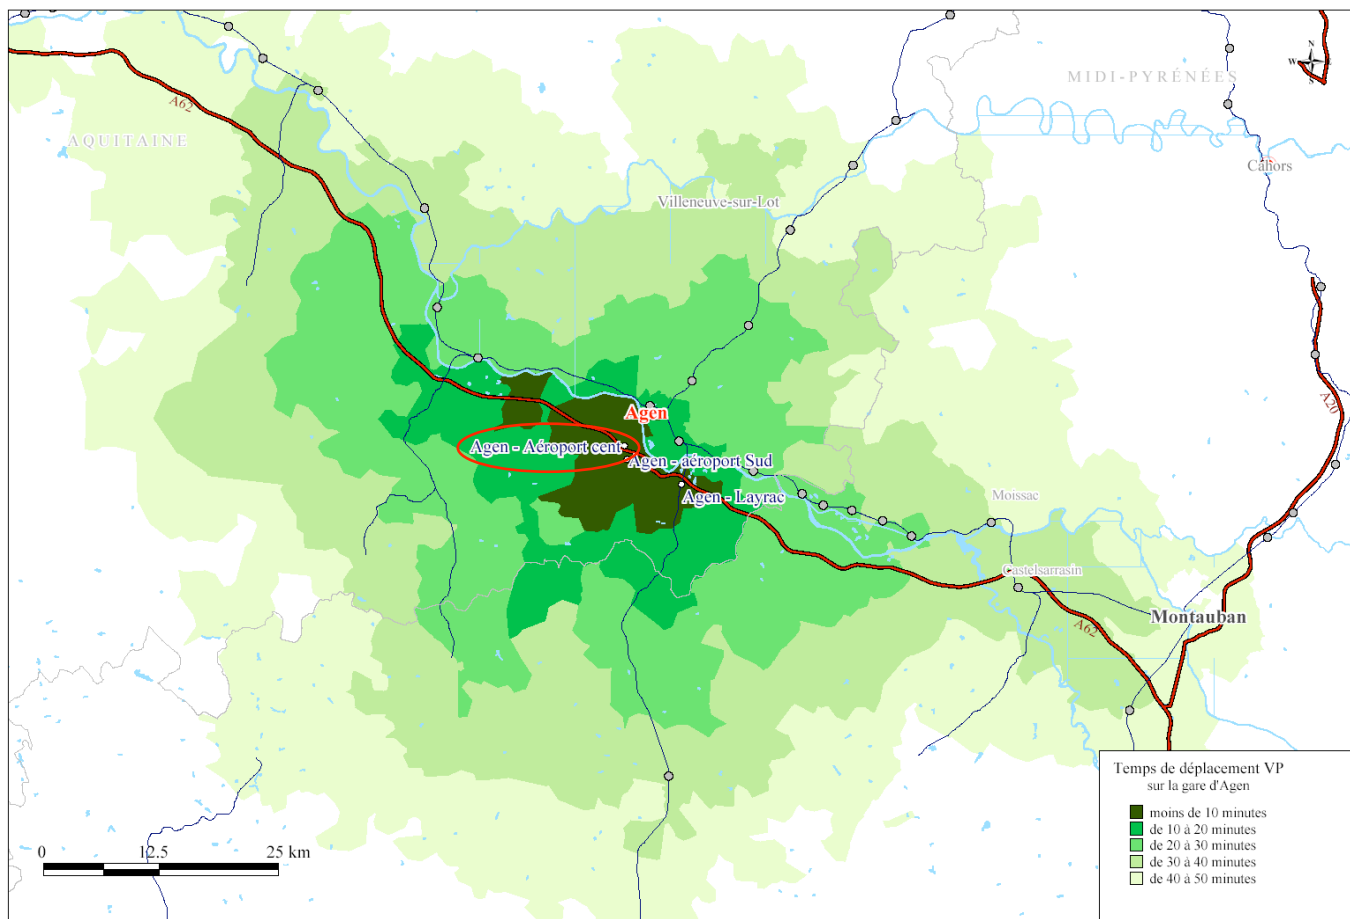 N
W
E
S
MIDI-PYRÉNÉES
A62
AQUITAINE
Cahors
Villeneuve-sur-Lot
A20
Agen
Agen - Aéroport cent
Agen - aéroport Sud
Agen - Layrac
Moissac
Castelsarrasin
Montauban
A62
Temps de déplacement VP
sur la gare d'Agen
moins de 10 minutes
de 10 à 20 minutes
de 20 à 30 minutes
de 30 à 40 minutes
de 40 à 50 minutes
0 12.5 25 km